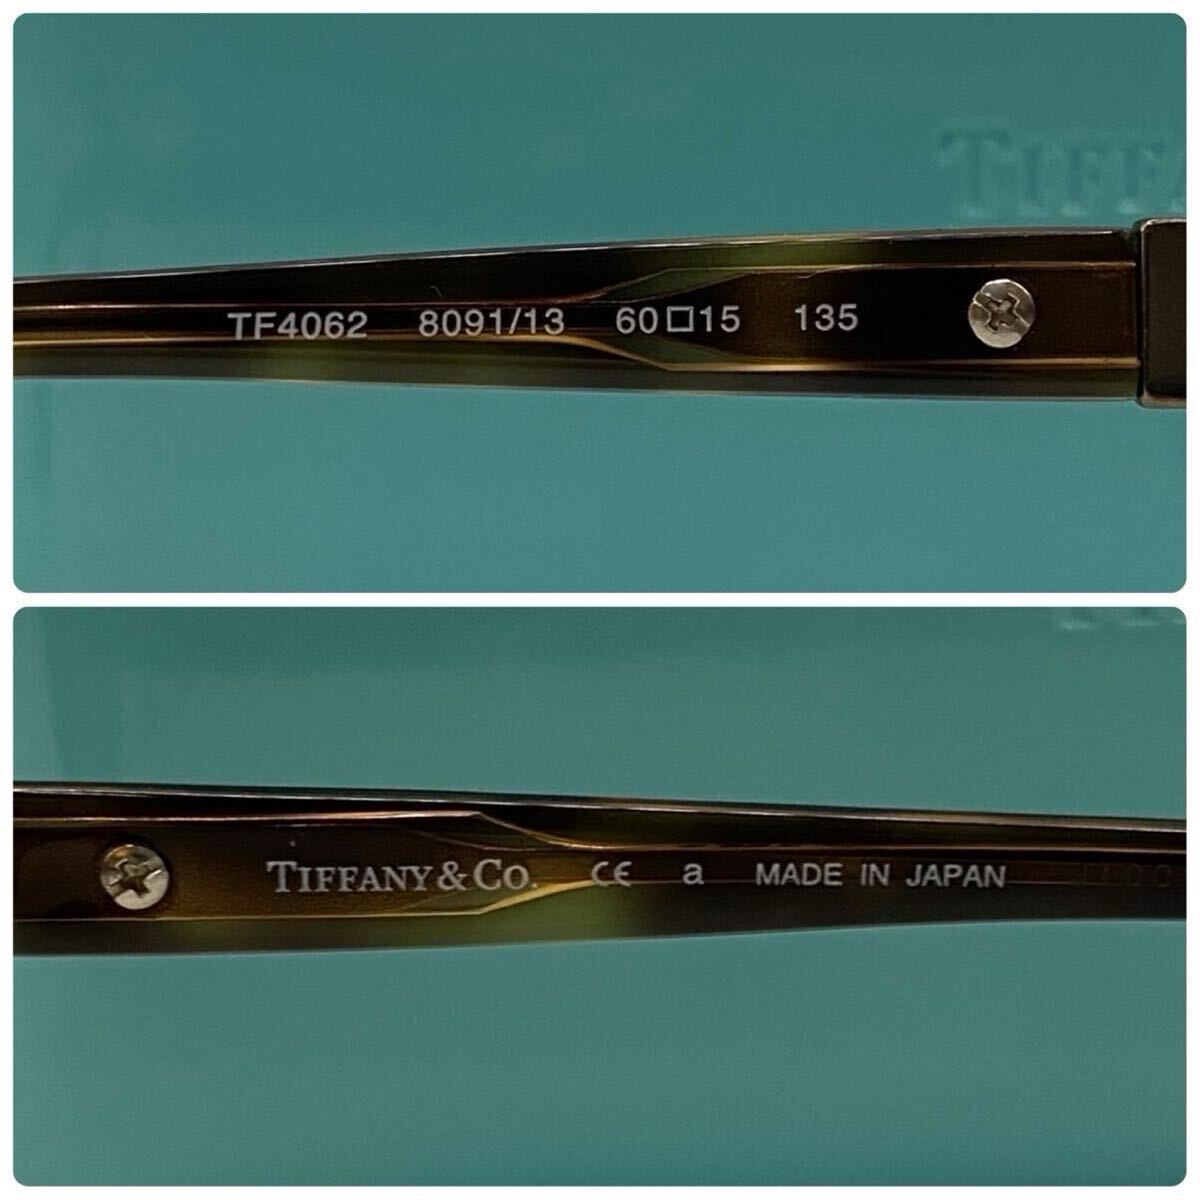 TF4062 8091/13 60□15 135
TIFFANY & CO. CE a MADE IN JAPAN